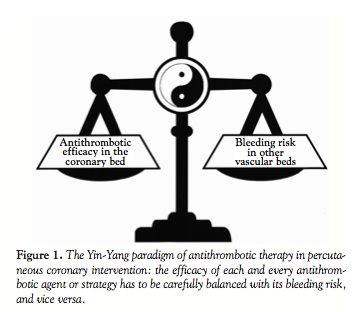 Antithrombotic
efficacy in the
coronary bed
Bleeding risk
in other
vascular beds
Figure 1. The Yin-Yang paradigm of antithrombotic therapy in percuta-
neous coronary intervention: the efficacy of each and every antithrom-
botic agent or strategy has to be carefully balanced with its bleeding risk,
and vice versa.